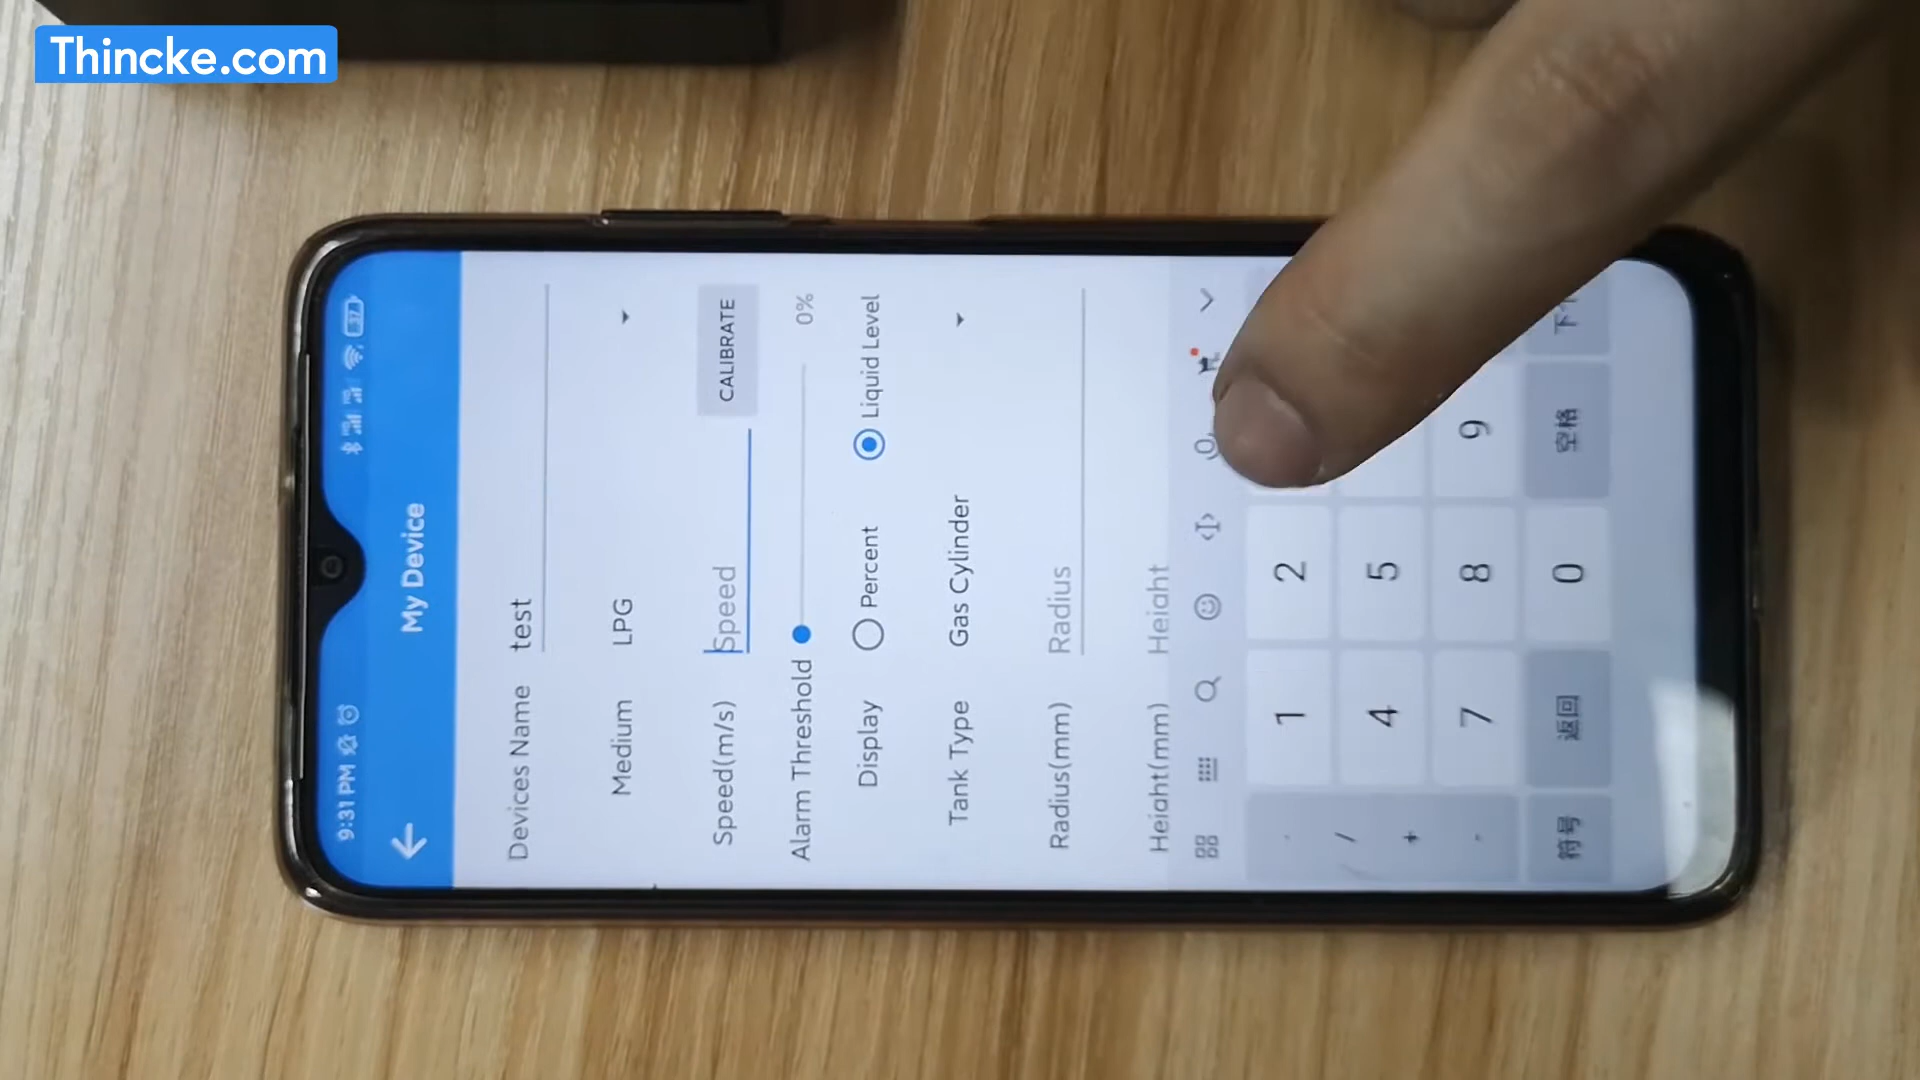 Thincke.com
9:31 PM
My Device
Devices Name test
Medium LPG
Speed(m/s) Speed CALIBRATE
Alarm Threshold 0%
Display Percent Liquid Level
Tank Type Gas Cylinder
Radius(mm) Radius
Height(mm) Height
1 2
/ 4 5
+ 7 8 9
-
符号 返回 0 空格